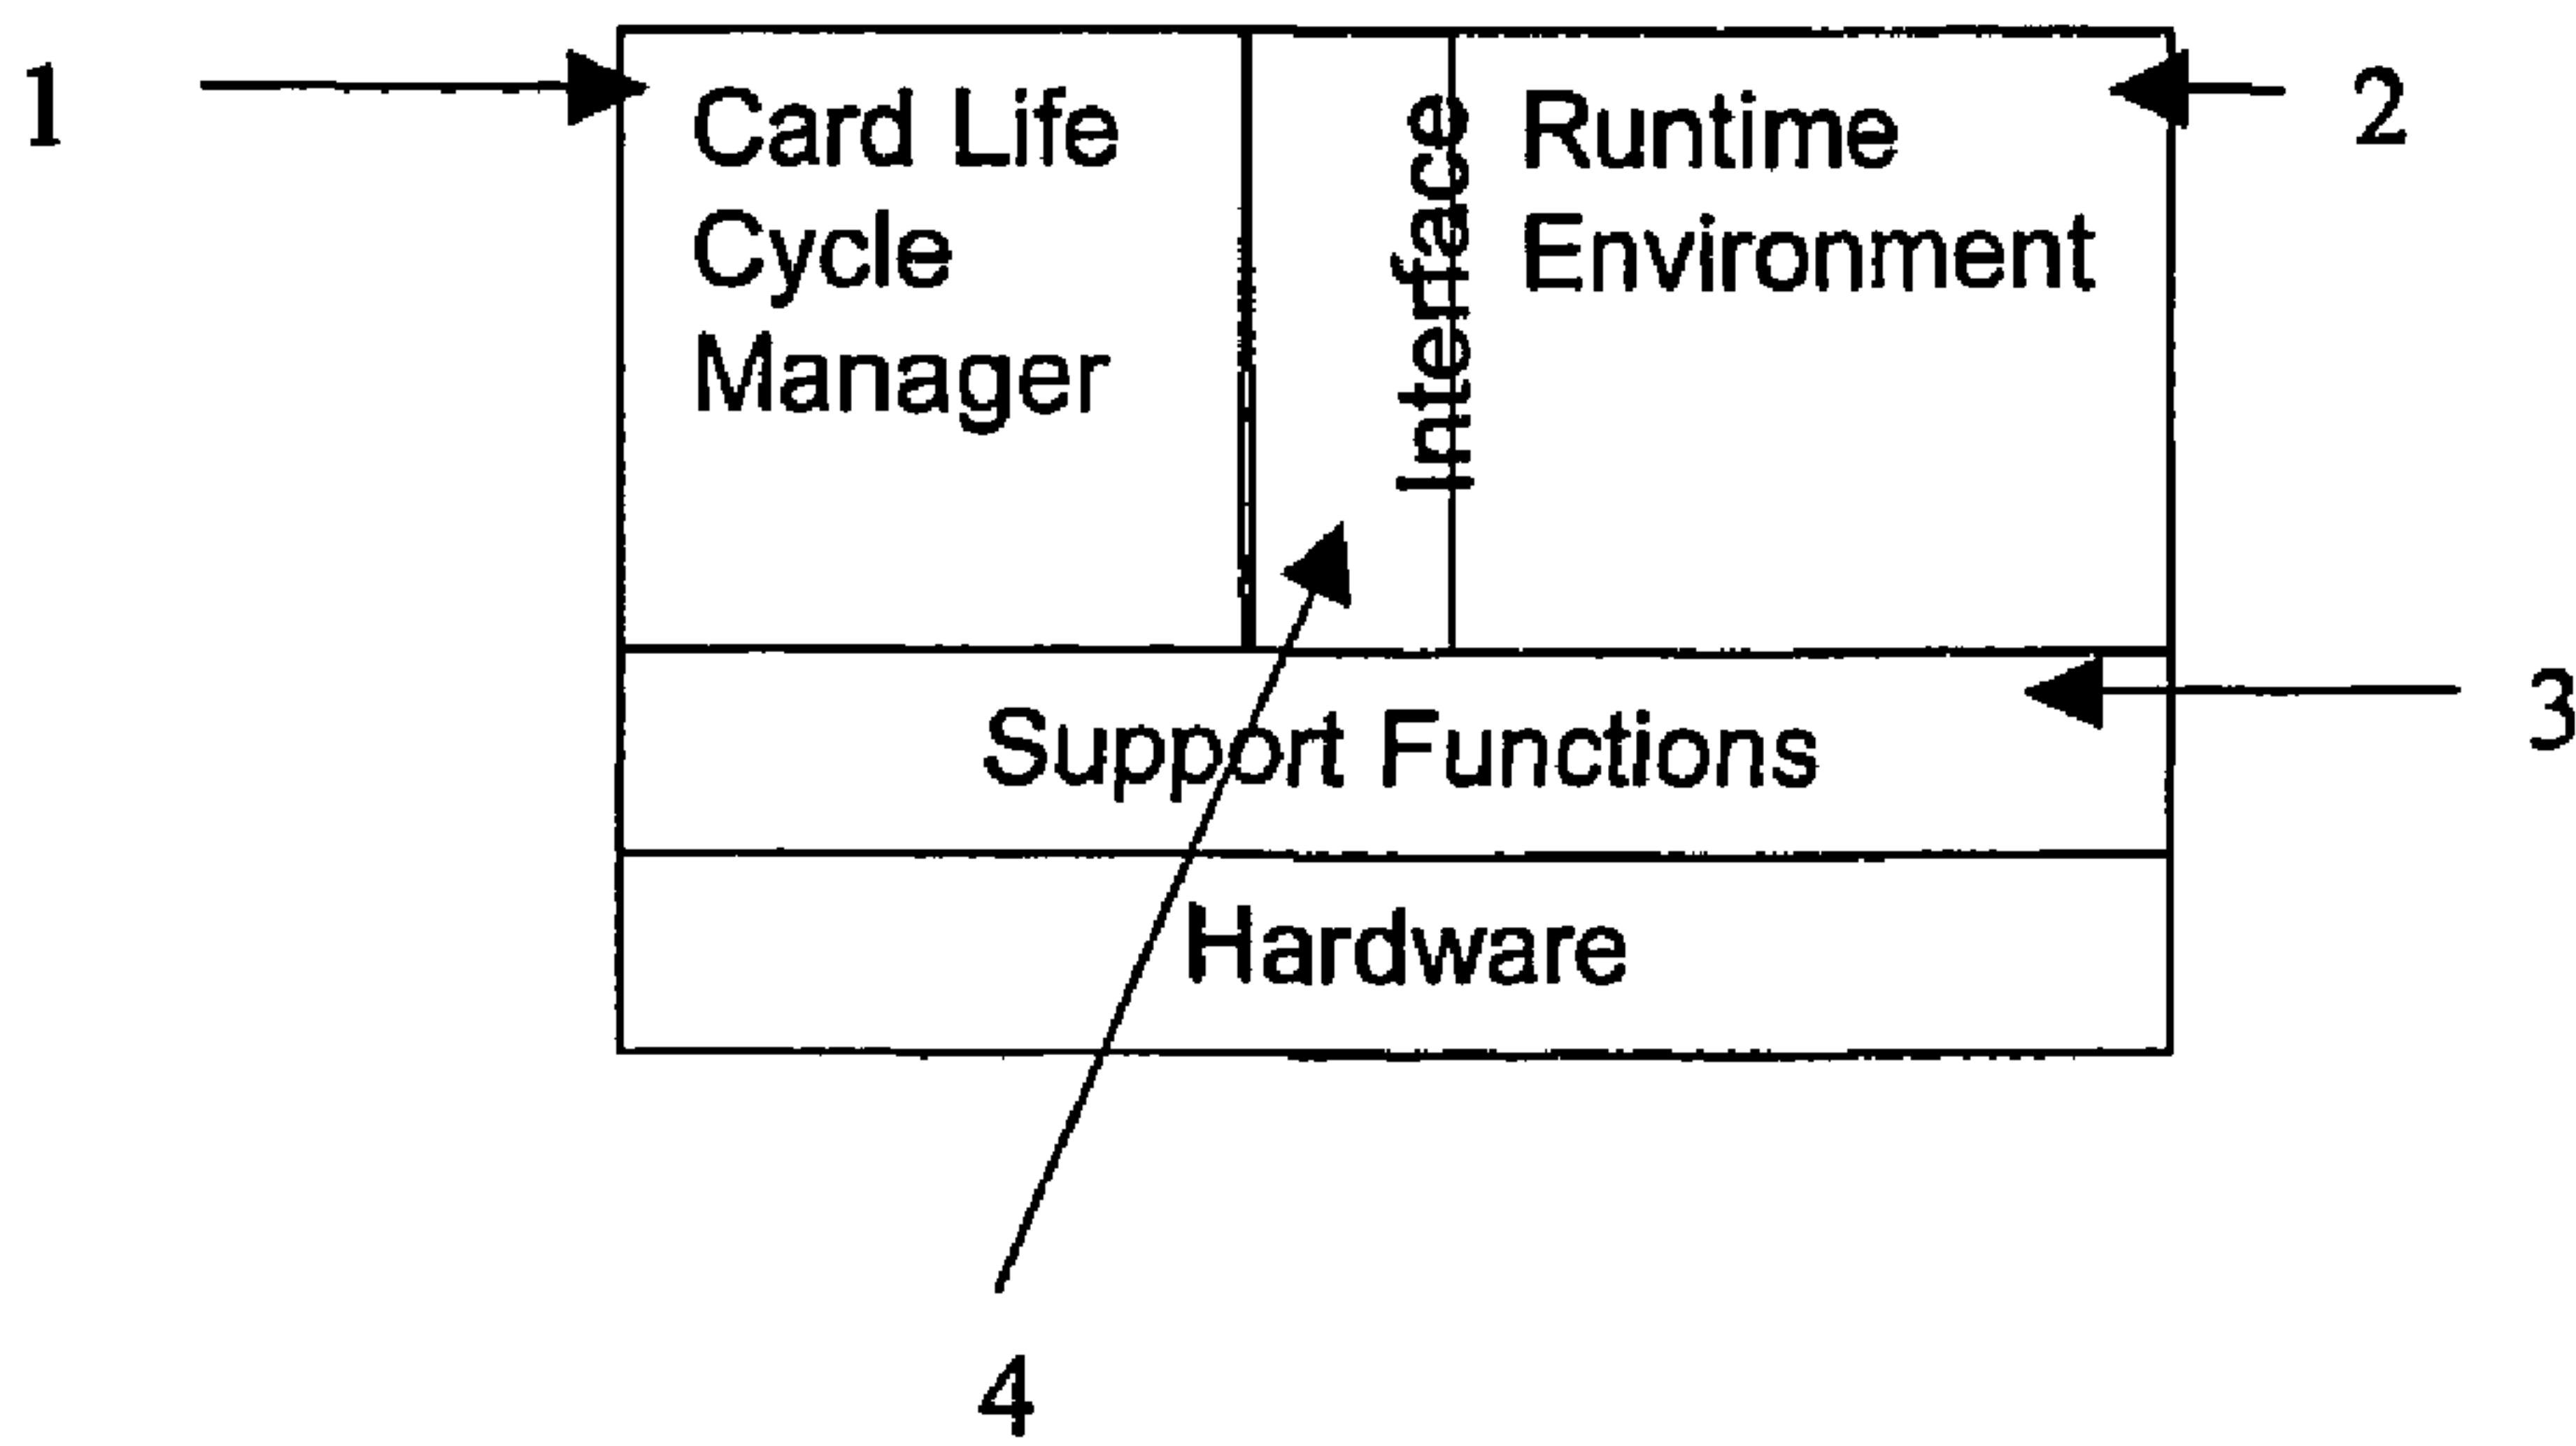 1
Card Life
Cycle
Manager
Interface
Runtime
Environment
2
Support Functions
3
Hardware
4